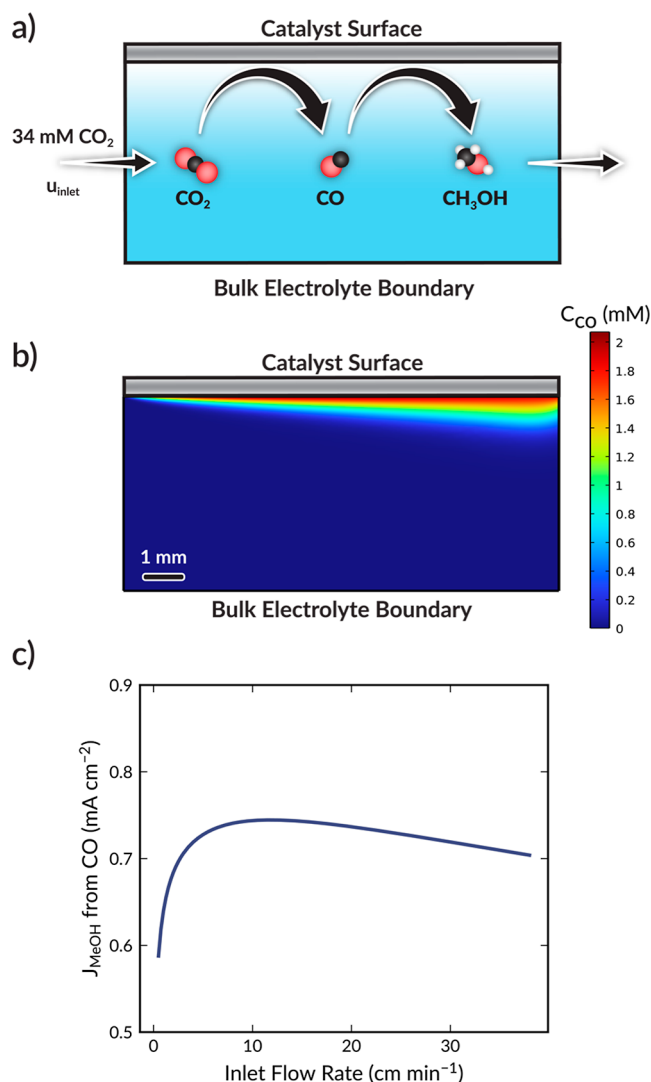 a)
Catalyst Surface
34 mM CO₂
u_inlet
CO₂
CO
CH₃OH
Bulk Electrolyte Boundary
b)
Catalyst Surface
C_CO (mM)
2
1.8
1.6
1.4
1.2
1
0.8
0.6
0.4
0.2
0
1 mm
Bulk Electrolyte Boundary
c)
J_MeOH from CO (mA cm⁻²)
0.9
0.8
0.7
0.6
0.5
0 10 20 30
Inlet Flow Rate (cm min⁻¹)